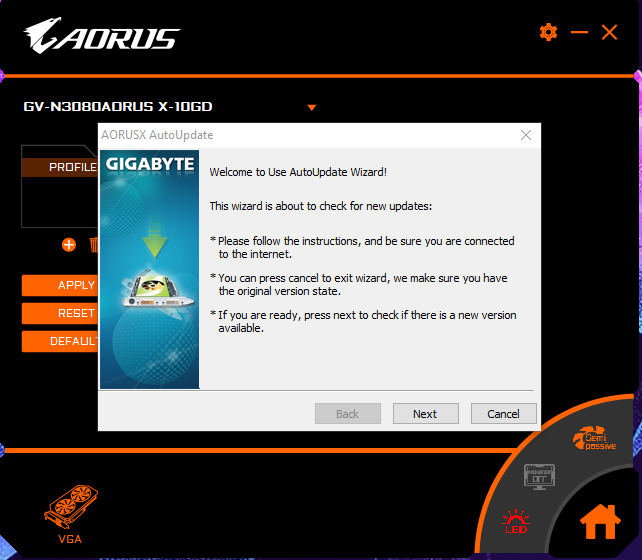 AORUS
GV-N3080AORUS X-10GD
AORUSX AutoUpdate
GIGABYTE
Welcome to Use AutoUpdate Wizard!
This wizard is about to check for new updates:
* Please follow the instructions, and be sure you are connected
to the internet.
* You can press cancel to exit wizard, we make sure you have
the original version state.
* If you are ready, press next to check if there is a new version
available.
Back
Next
Cancel
PROFILE
APPLY
RESET
DEFAULT
Semi
passive
MONITOR
OFF
LED
VGA